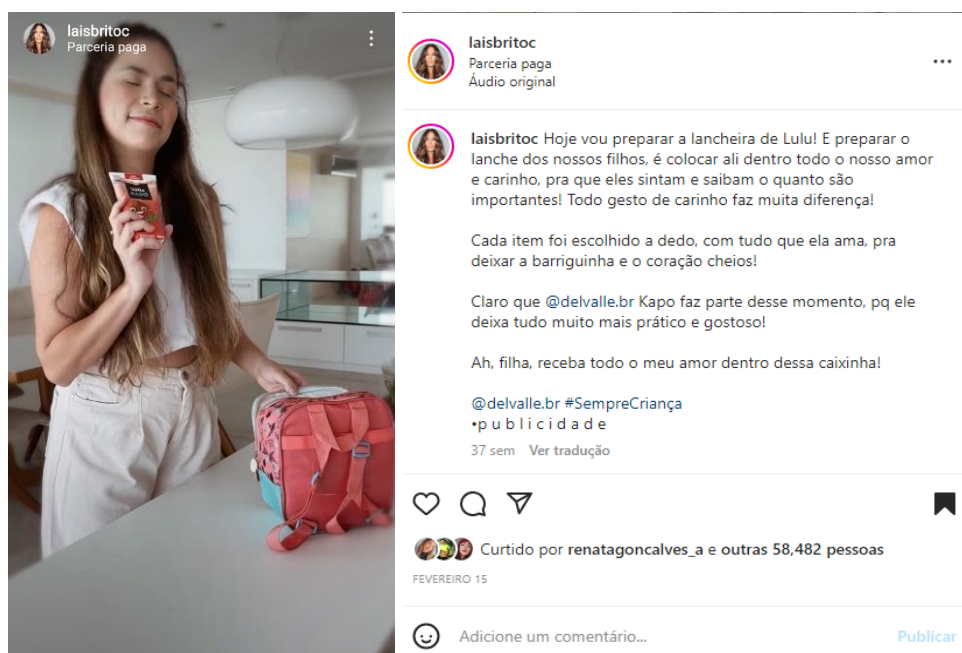 laisbritoc
Parceria paga
laisbritoc
Parceria paga
Áudio original
laisbritoc Hoje vou preparar a lancheira de Lulu! E preparar o
lanche dos nossos filhos, é colocar ali dentro todo o nosso amor
e carinho, pra que eles sintam e saibam o quanto são
importantes! Todo gesto de carinho faz muita diferença!
Cada item foi escolhido a dedo, com tudo que ela ama, pra
deixar a barriguinha e o coração cheios!
Claro que @delvalle.br Kapo faz parte desse momento, pq ele
deixa tudo muito mais prático e gostoso!
Ah, filha, receba todo o meu amor dentro dessa caixinha!
@delvalle.br #SempreCriança
•p u b l i c i d a d e
37 sem Ver tradução
Curtido por renatagoncalves_a e outras 58,482 pessoas
FEVEREIRO 15
Adicione um comentário... Publicar